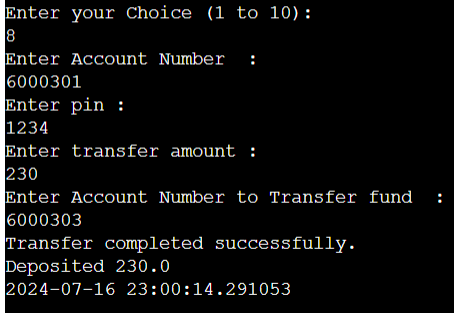 Enter your Choice (1 to 10):
8
Enter Account Number  :
6000301
Enter pin :
1234
Enter transfer amount :
230
Enter Account Number to Transfer fund  :
6000303
Transfer completed successfully.
Deposited 230.0
2024-07-16 23:00:14.291053